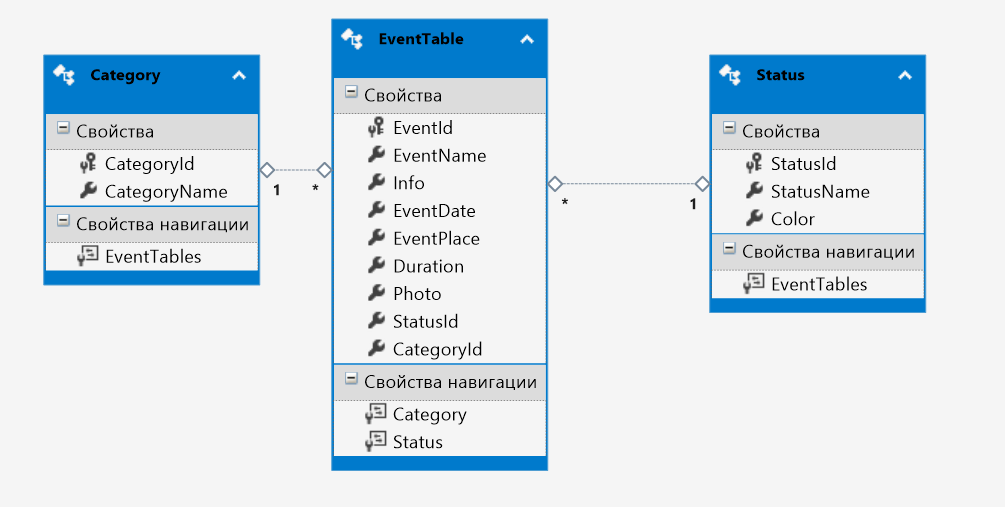 Category
Свойства
CategoryId
CategoryName
Свойства навигации
EventTables
1
*
EventTable
Свойства
EventId
EventName
Info
EventDate
EventPlace
Duration
Photo
StatusId
CategoryId
Свойства навигации
Category
Status
*
1
Status
Свойства
StatusId
StatusName
Color
Свойства навигации
EventTables